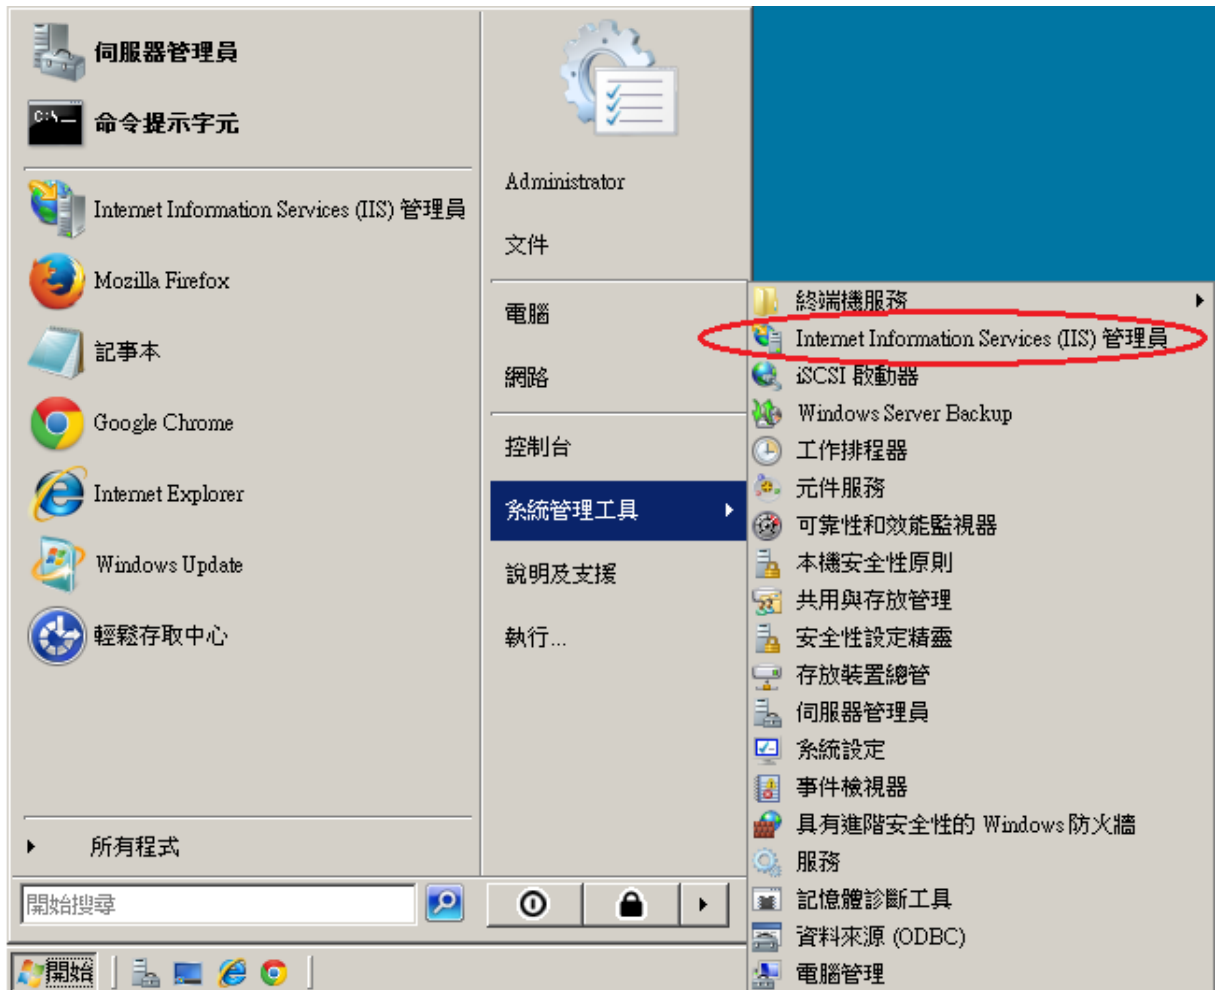 伺服器管理員
C:\
命令提示字元
Internet Information Services (IIS) 管理員
Mozilla Firefox
記事本
Google Chrome
Internet Explorer
Windows Update
輕鬆存取中心
所有程式
開始搜尋
Administrator
文件
電腦
網路
控制台
系統管理工具
說明及支援
執行...
終端機服務
Internet Information Services (IIS) 管理員
iSCSI 啟動器
Windows Server Backup
工作排程器
元件服務
可靠性和效能監視器
本機安全性原則
共用與存放管理
安全性設定精靈
存放裝置總管
伺服器管理員
系統設定
事件檢視器
具有進階安全性的 Windows 防火牆
服務
記憶體診斷工具
資料來源 (ODBC)
電腦管理
開始